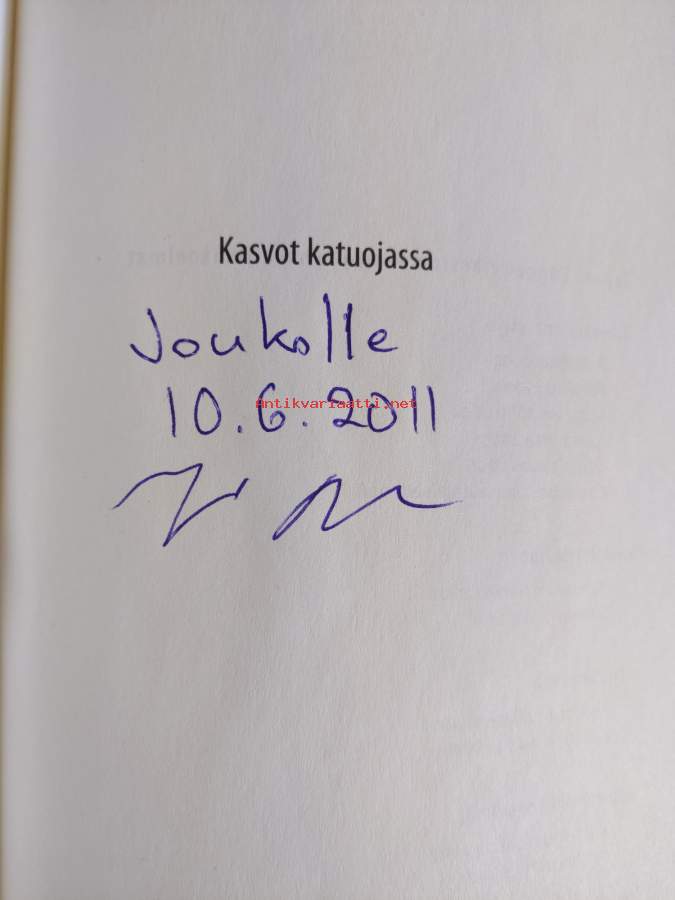 Kasvot katuojassa
Joukolle
10.6.2011
Antikvariaatti.net